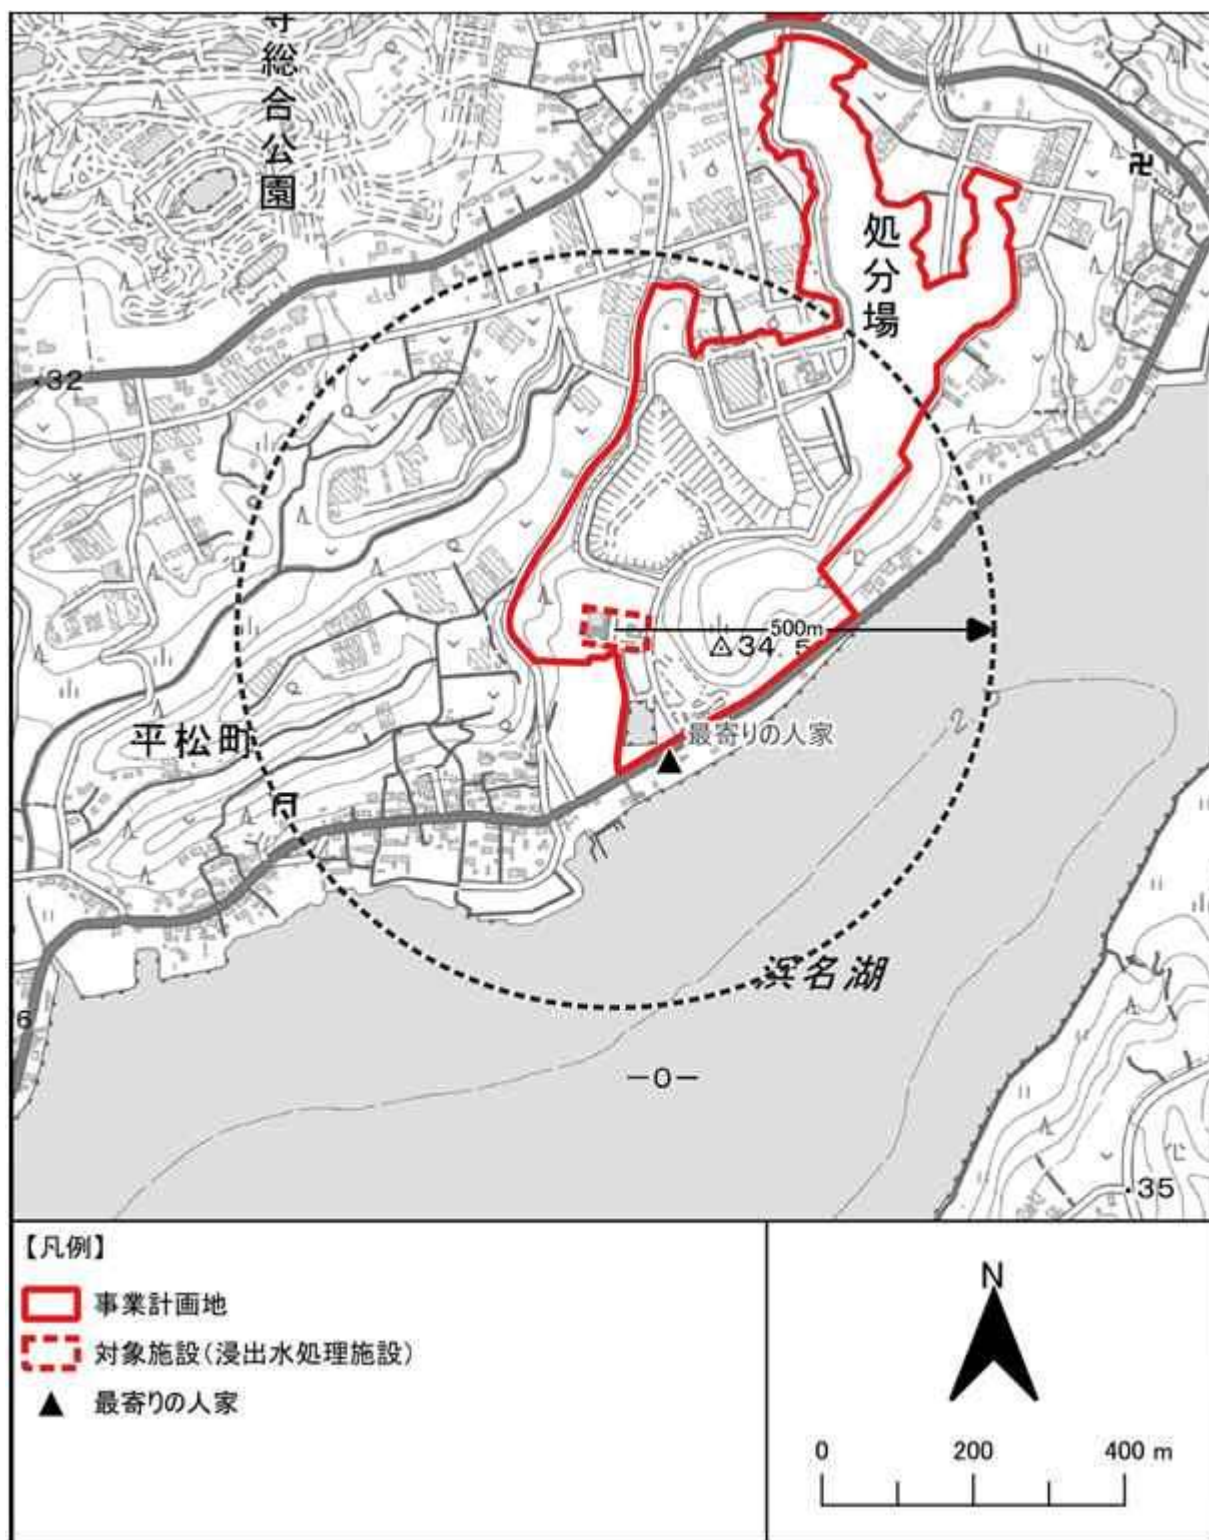 寺総合公園
処分場
32
500m
34.5
最寄りの人家
平松町
2
浜名湖
6
-0-
35
【凡例】
事業計画地
対象施設(浸出水処理施設)
最寄りの人家
N
0 200 400 m